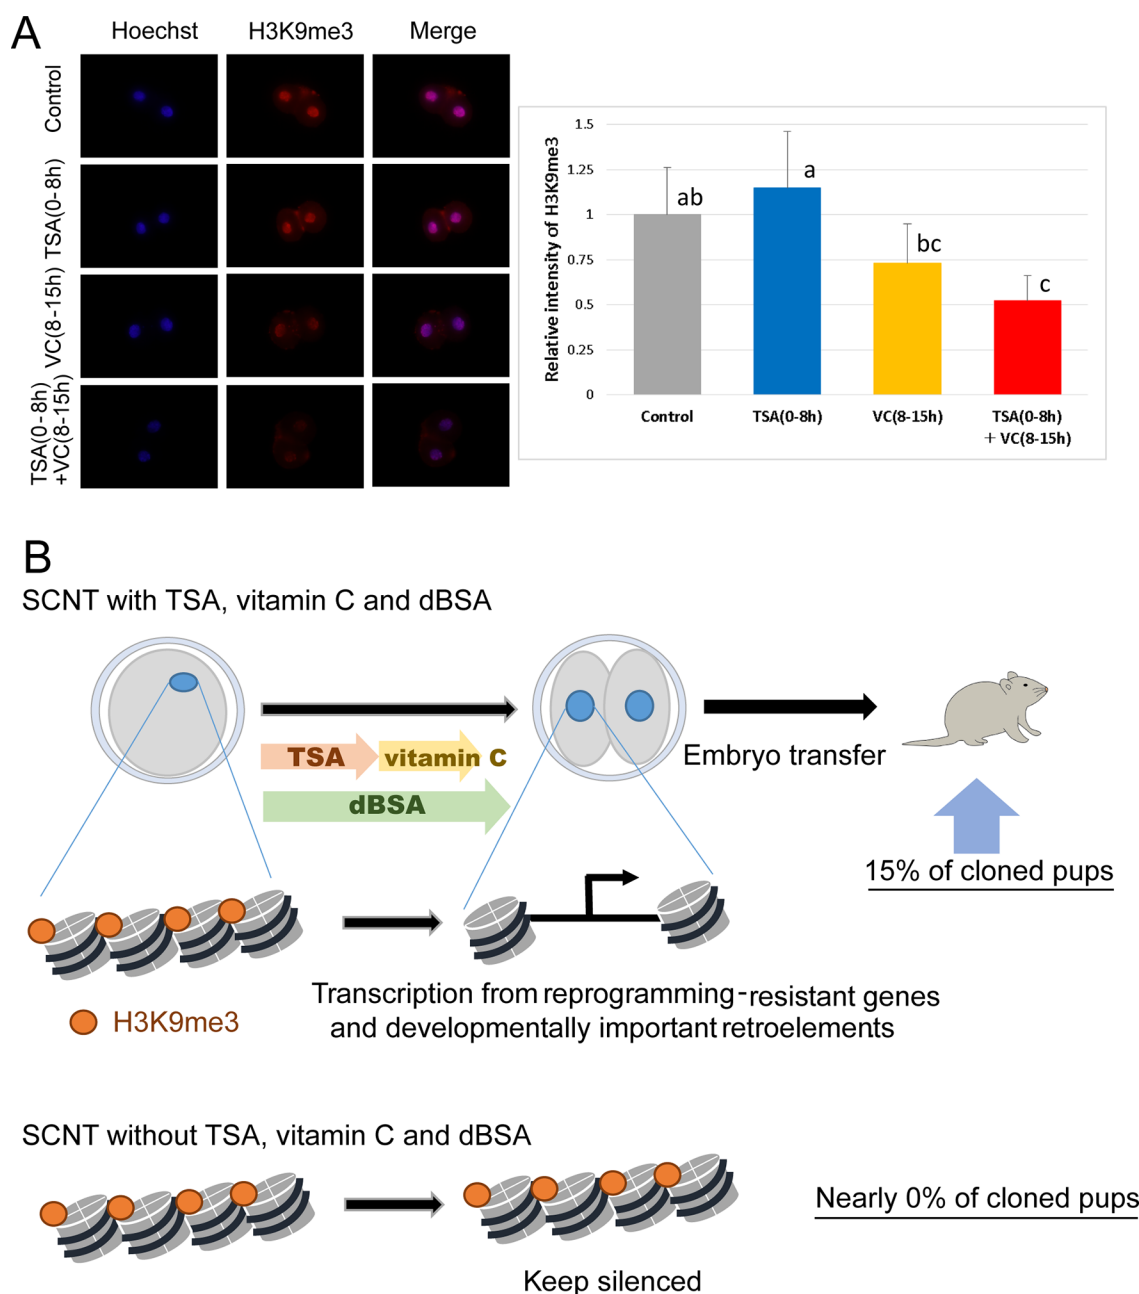 A
Hoechst
H3K9me3
Merge
Control
TSA(0-8h)
VC(8-15h)
TSA(0-8h)
+VC(8-15h)
Relative intensity of H3K9me3
1.5
1.25
1
0.75
0.5
0.25
0
ab
a
bc
c
Control
TSA(0-8h)
VC(8-15h)
TSA(0-8h)
+ VC(8-15h)
B
SCNT with TSA, vitamin C and dBSA
TSA
vitamin C
dBSA
Embryo transfer
15% of cloned pups
H3K9me3
Transcription from reprogramming-resistant genes
and developmentally important retroelements
SCNT without TSA, vitamin C and dBSA
Nearly 0% of cloned pups
Keep silenced